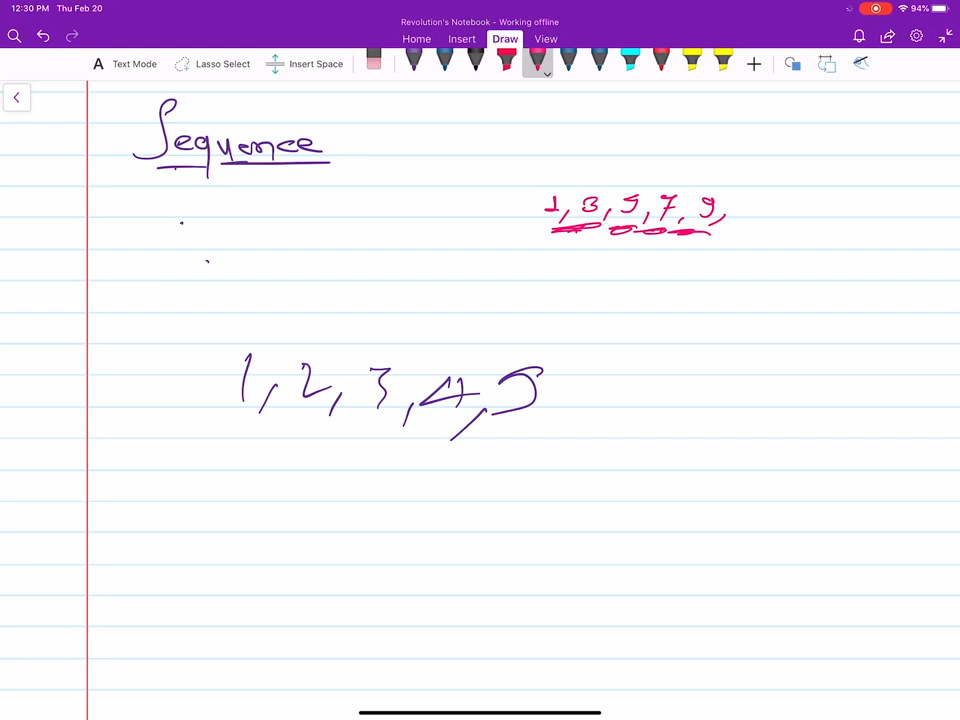 12:30 PM Thu Feb 20
94%
Revolution's Notebook - Working offline
Home Insert Draw View
A Text Mode Lasso Select Insert Space
Sequence
1, 3, 5, 7, 9,
1, 2, 3, 4, 5